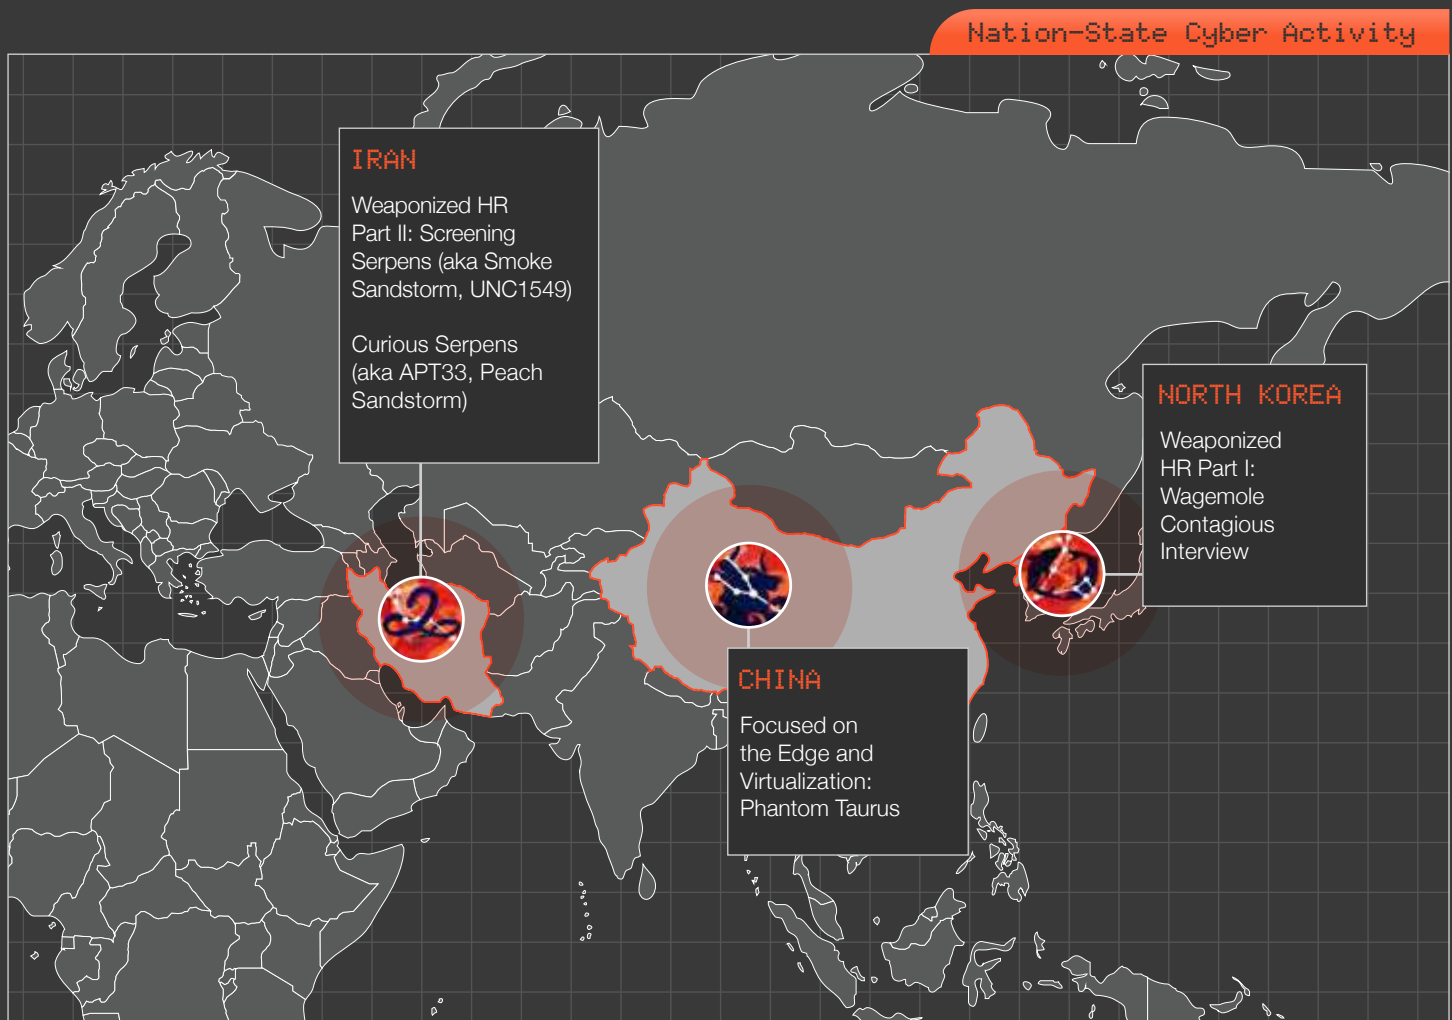 Nation-State Cyber Activity
IRAN
Weaponized HR
Part II: Screening
Serpens (aka Smoke
Sandstorm, UNC1549)
Curious Serpens
(aka APT33, Peach
Sandstorm)
NORTH KOREA
Weaponized
HR Part I:
Wagemole
Contagious
Interview
CHINA
Focused on
the Edge and
Virtualization:
Phantom Taurus